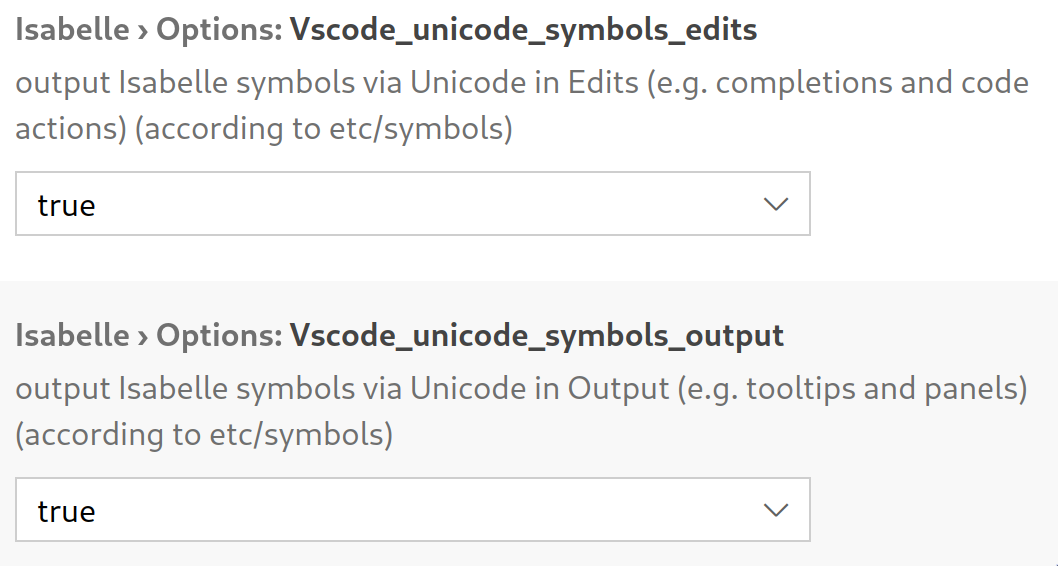 Isabelle › Options: Vscode_unicode_symbols_edits
output Isabelle symbols via Unicode in Edits (e.g. completions and code
actions) (according to etc/symbols)
true
Isabelle › Options: Vscode_unicode_symbols_output
output Isabelle symbols via Unicode in Output (e.g. tooltips and panels)
(according to etc/symbols)
true